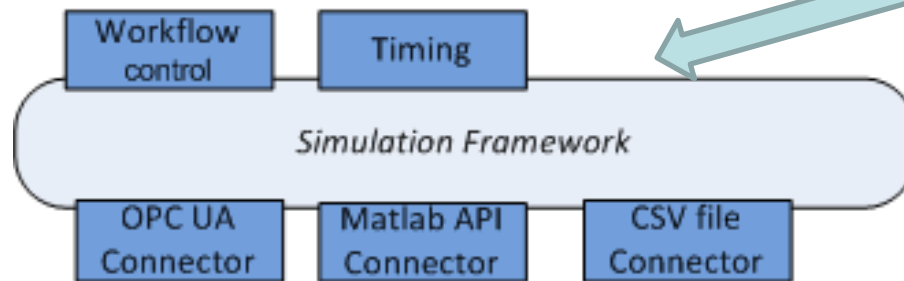 Workflow
control
Timing
Simulation Framework
OPC UA
Connector
Matlab API
Connector
CSV file
Connector